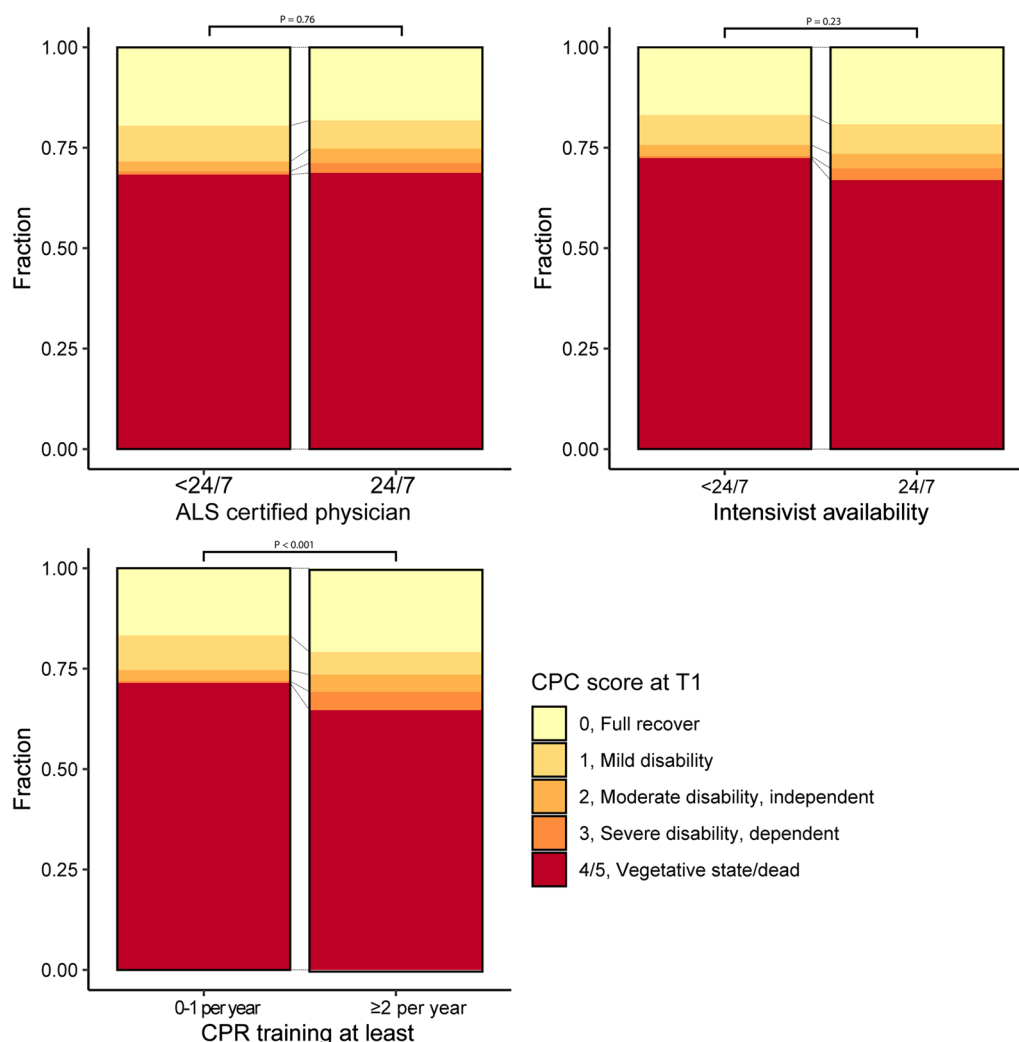 P = 0.76
1.00
0.75
0.50
0.25
0.00
Fraction
<24/7
24/7
ALS certified physician
P = 0.23
1.00
0.75
0.50
0.25
0.00
Fraction
<24/7
24/7
Intensivist availability
P < 0.001
1.00
0.75
0.50
0.25
0.00
Fraction
0-1 per year
≥2 per year
CPR training at least
CPC score at T1
0, Full recover
1, Mild disability
2, Moderate disability, independent
3, Severe disability, dependent
4/5, Vegetative state/dead